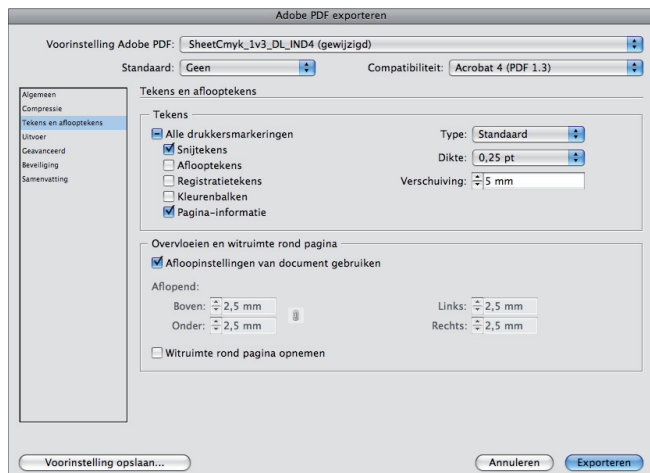 Adobe PDF exporteren
Voorinstelling Adobe PDF: SheetCmyk_1v3_DL_IND4 (gewijzigd)
Standaard: Geen Compatibiliteit: Acrobat 4 (PDF 1.3)
Algemeen
Compressie
Tekens en aflooptekens
Uitvoer
Geavanceerd
Beveiliging
Samenvatting
Tekens en aflooptekens
Tekens
Alle drukkersmarkeringen Type: Standaard
Snijtekens
Aflooptekens Dikte: 0,25 pt
Registratietekens Verschuiving: 5 mm
Kleurenbalken
Pagina-informatie
Overvloeien en witruimte rond pagina
Afloopinstellingen van document gebruiken
Aflopend:
Boven: 2,5 mm Links: 2,5 mm
Onder: 2,5 mm Rechts: 2,5 mm
Witruimte rond pagina opnemen
Voorinstelling opslaan... Annuleren Exporteren